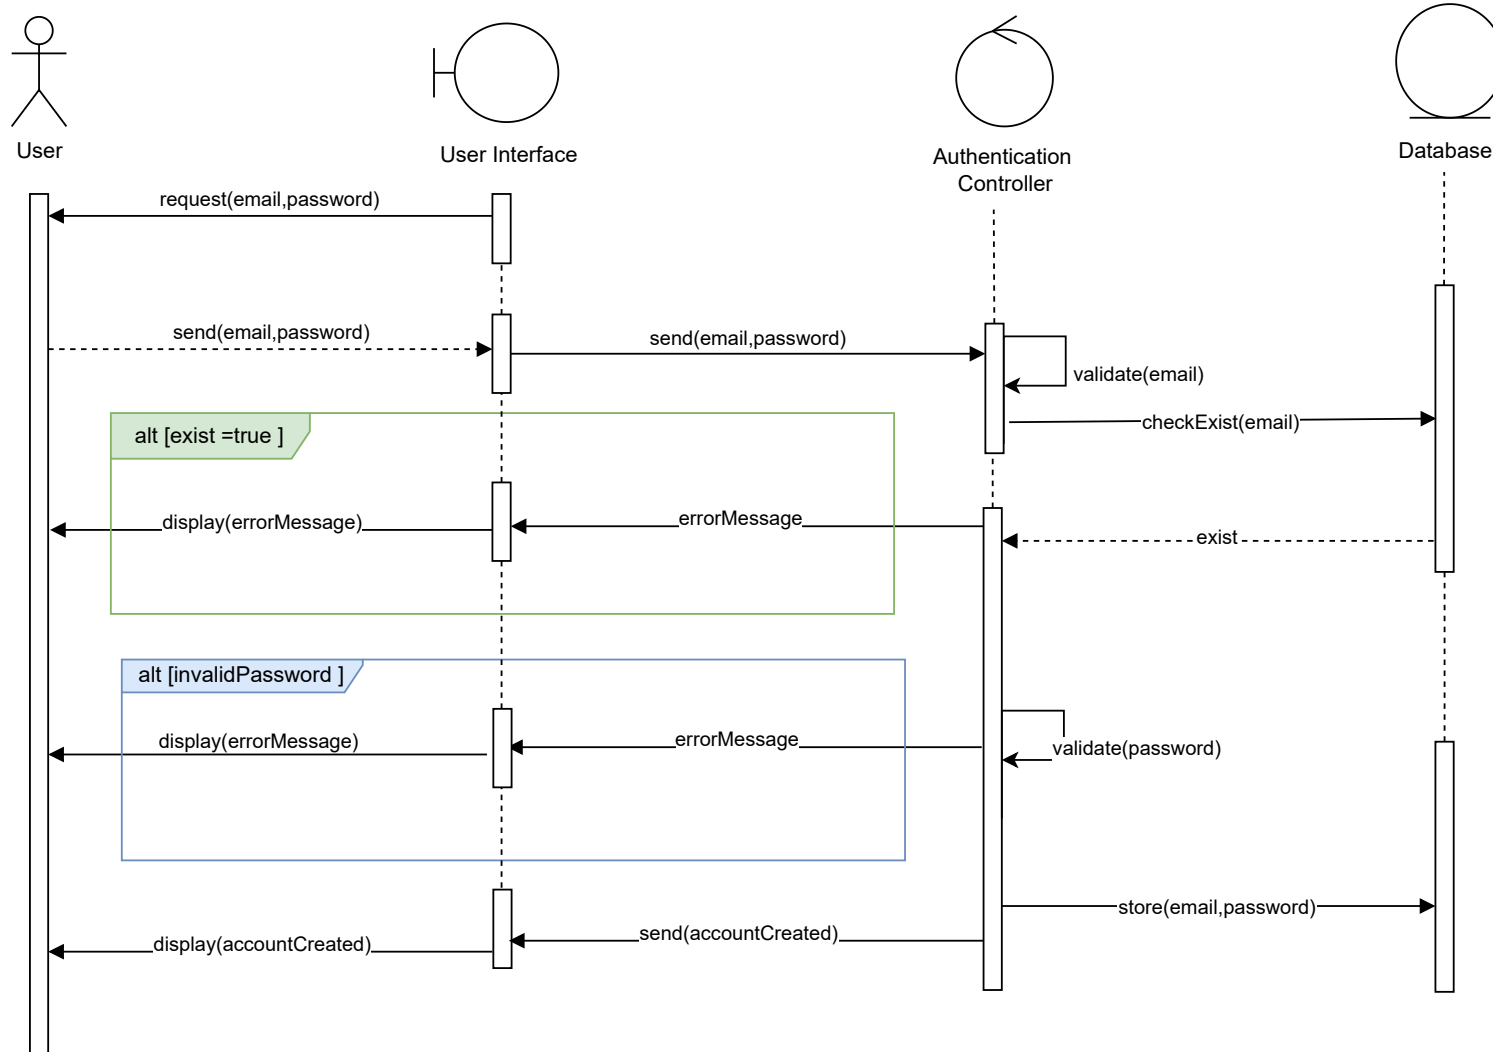 User
User Interface
Authentication
Controller
Database
request(email,password)
send(email,password)
send(email,password)
validate(email)
checkExist(email)
alt [exist =true ]
display(errorMessage)
errorMessage
exist
alt [invalidPassword ]
display(errorMessage)
errorMessage
validate(password)
store(email,password)
display(accountCreated)
send(accountCreated)